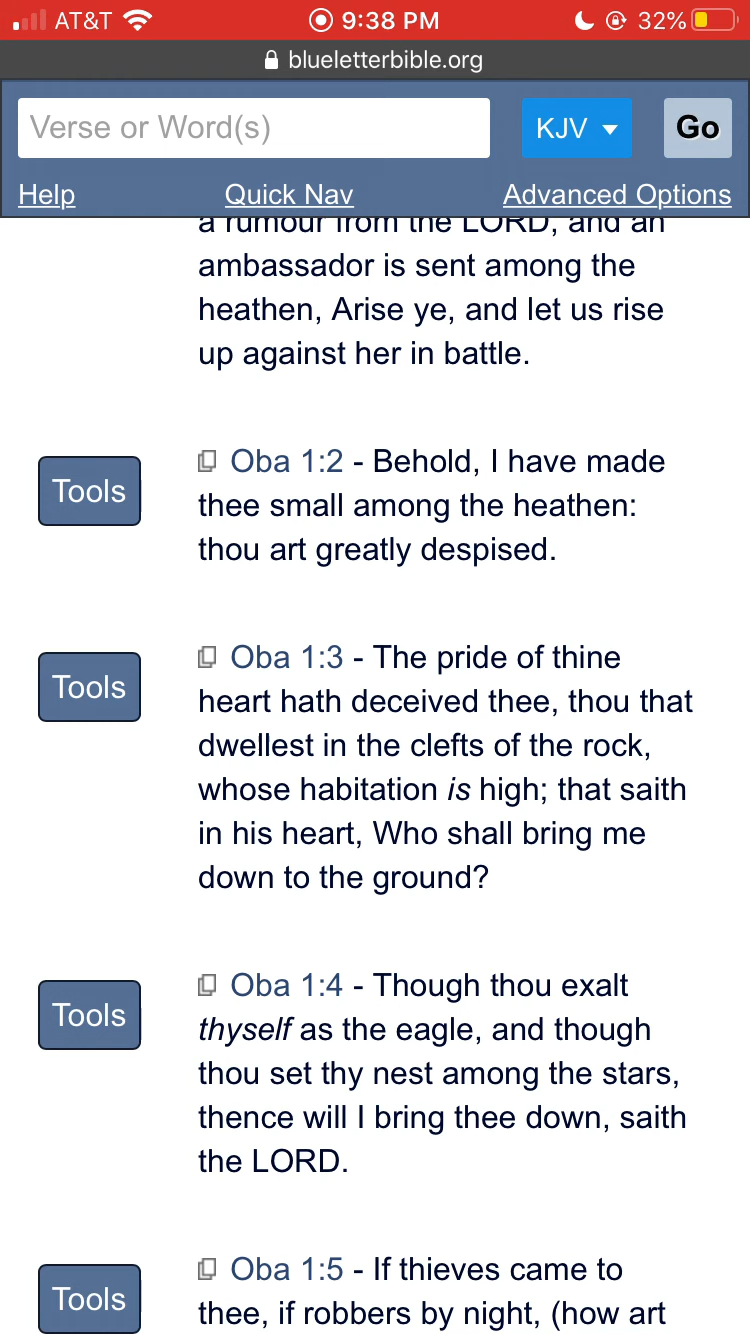 AT&T 9:38 PM 32%
blueletterbible.org
Verse or Word(s) KJV Go
Help Quick Nav Advanced Options
a rumour from the LORD, and an
ambassador is sent among the
heathen, Arise ye, and let us rise
up against her in battle.
Tools
Oba 1:2 - Behold, I have made
thee small among the heathen:
thou art greatly despised.
Tools
Oba 1:3 - The pride of thine
heart hath deceived thee, thou that
dwellest in the clefts of the rock,
whose habitation is high; that saith
in his heart, Who shall bring me
down to the ground?
Tools
Oba 1:4 - Though thou exalt
thyself as the eagle, and though
thou set thy nest among the stars,
thence will I bring thee down, saith
the LORD.
Tools
Oba 1:5 - If thieves came to
thee, if robbers by night, (how art